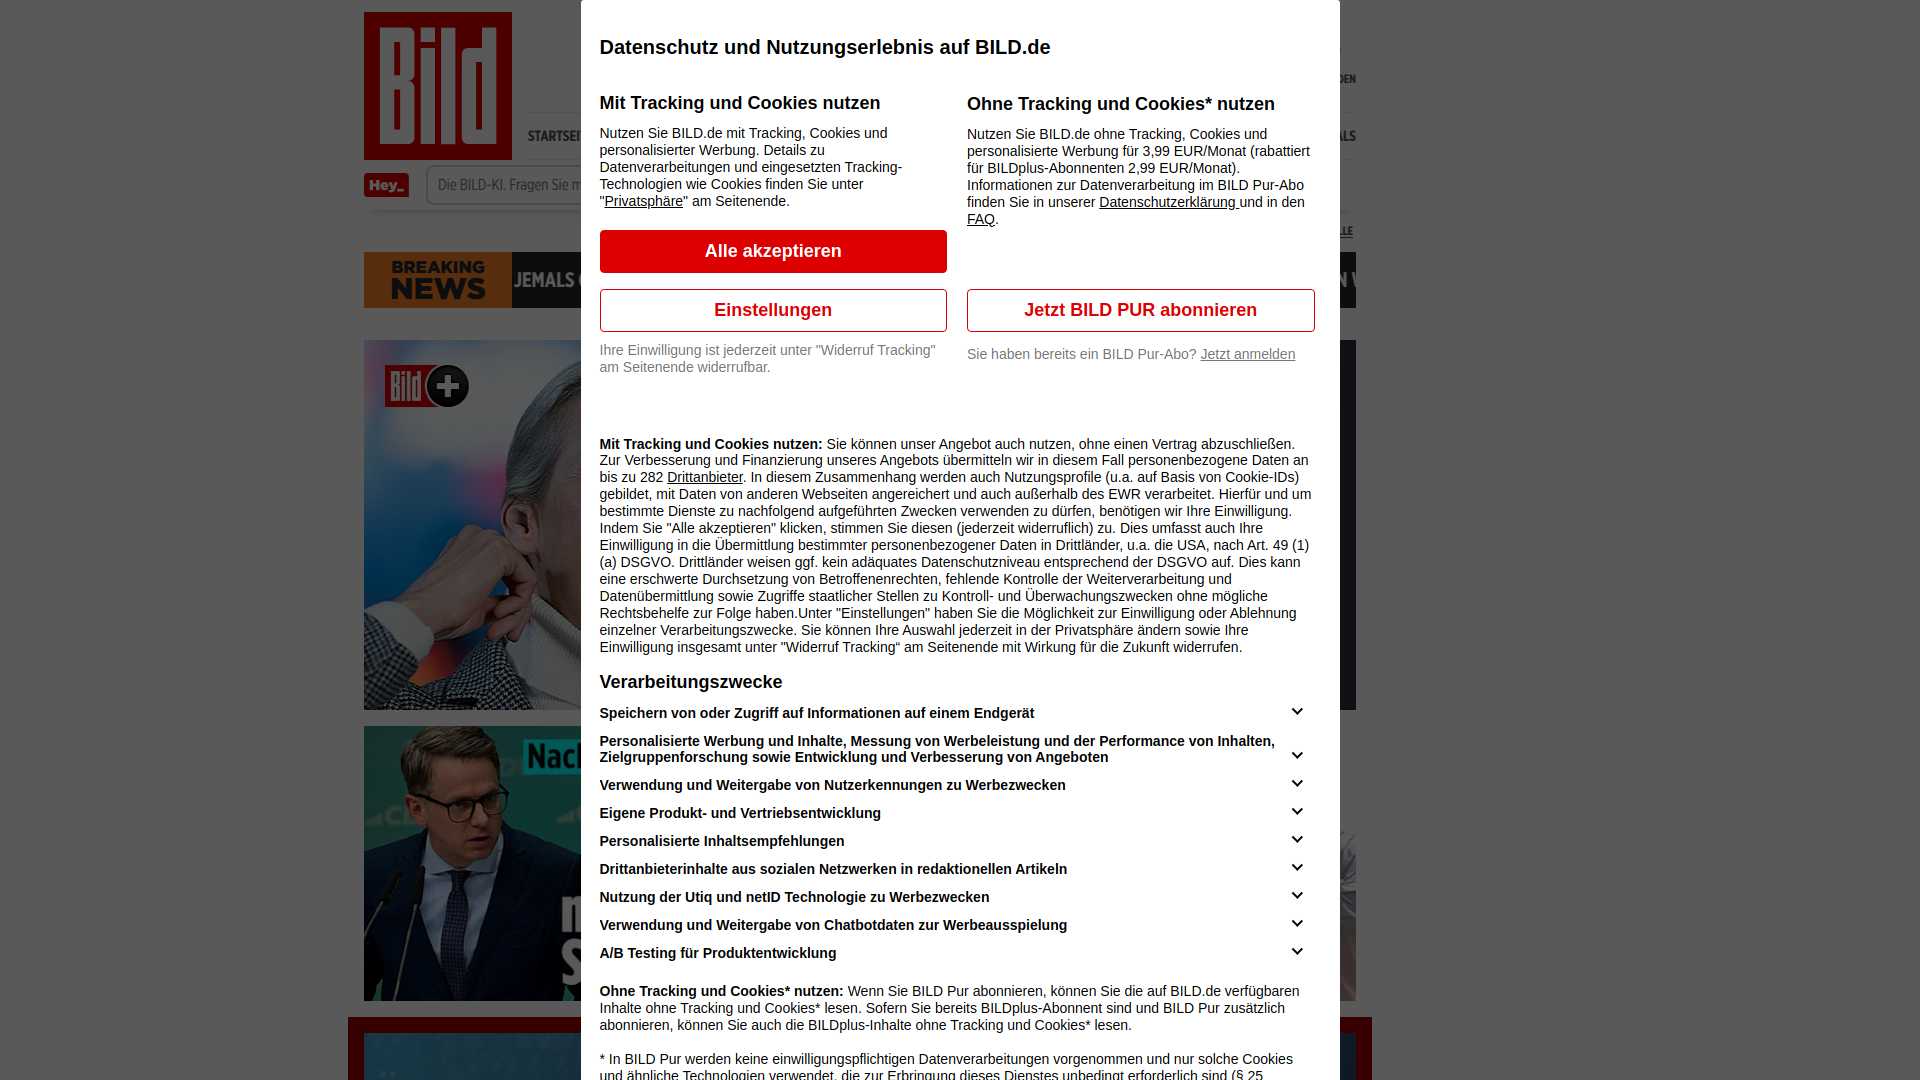 Bild
DEN
STARTSEI
ALS
Hey_
Die BILD-KI. Fragen Sie m
LLE
BREAKING
NEWS
JEMALS
N
Bild +
Nach
Datenschutz und Nutzungserlebnis auf BILD.de
Mit Tracking und Cookies nutzen
Nutzen Sie BILD.de mit Tracking, Cookies und
personalisierter Werbung. Details zu
Datenverarbeitungen und eingesetzten Tracking-
Technologien wie Cookies finden Sie unter
"Privatsphäre" am Seitenende.
Alle akzeptieren
Einstellungen
Ihre Einwilligung ist jederzeit unter "Widerruf Tracking"
am Seitenende widerrufbar.
Ohne Tracking und Cookies* nutzen
Nutzen Sie BILD.de ohne Tracking, Cookies und
personalisierte Werbung für 3,99 EUR/Monat (rabattiert
für BILDplus-Abonnenten 2,99 EUR/Monat).
Informationen zur Datenverarbeitung im BILD Pur-Abo
finden Sie in unserer Datenschutzerklärung und in den
FAQ.
Jetzt BILD PUR abonnieren
Sie haben bereits ein BILD Pur-Abo? Jetzt anmelden
Mit Tracking und Cookies nutzen: Sie können unser Angebot auch nutzen, ohne einen Vertrag abzuschließen.
Zur Verbesserung und Finanzierung unseres Angebots übermitteln wir in diesem Fall personenbezogene Daten an
bis zu 282 Drittanbieter. In diesem Zusammenhang werden auch Nutzungsprofile (u.a. auf Basis von Cookie-IDs)
gebildet, mit Daten von anderen Webseiten angereichert und auch außerhalb des EWR verarbeitet. Hierfür und um
bestimmte Dienste zu nachfolgend aufgeführten Zwecken verwenden zu dürfen, benötigen wir Ihre Einwilligung.
Indem Sie "Alle akzeptieren" klicken, stimmen Sie diesen (jederzeit widerruflich) zu. Dies umfasst auch Ihre
Einwilligung in die Übermittlung bestimmter personenbezogener Daten in Drittländer, u.a. die USA, nach Art. 49 (1)
(a) DSGVO. Drittländer weisen ggf. kein adäquates Datenschutzniveau entsprechend der DSGVO auf. Dies kann
eine erschwerte Durchsetzung von Betroffenenrechten, fehlende Kontrolle der Weiterverarbeitung und
Datenübermittlung sowie Zugriffe staatlicher Stellen zu Kontroll- und Überwachungszwecken ohne mögliche
Rechtsbehelfe zur Folge haben.Unter "Einstellungen" haben Sie die Möglichkeit zur Einwilligung oder Ablehnung
einzelner Verarbeitungszwecke. Sie können Ihre Auswahl jederzeit in der Privatsphäre ändern sowie Ihre
Einwilligung insgesamt unter "Widerruf Tracking“ am Seitenende mit Wirkung für die Zukunft widerrufen.
Verarbeitungszwecke
Speichern von oder Zugriff auf Informationen auf einem Endgerät
Personalisierte Werbung und Inhalte, Messung von Werbeleistung und der Performance von Inhalten,
Zielgruppenforschung sowie Entwicklung und Verbesserung von Angeboten
Verwendung und Weitergabe von Nutzerkennungen zu Werbezwecken
Eigene Produkt- und Vertriebsentwicklung
Personalisierte Inhaltsempfehlungen
Drittanbieterinhalte aus sozialen Netzwerken in redaktionellen Artikeln
Nutzung der Utiq und netID Technologie zu Werbezwecken
Verwendung und Weitergabe von Chatbotdaten zur Werbeausspielung
A/B Testing für Produktentwicklung
Ohne Tracking und Cookies* nutzen: Wenn Sie BILD Pur abonnieren, können Sie die auf BILD.de verfügbaren
Inhalte ohne Tracking und Cookies* lesen. Sofern Sie bereits BILDplus-Abonnent sind und BILD Pur zusätzlich
abonnieren, können Sie auch die BILDplus-Inhalte ohne Tracking und Cookies* lesen.
* In BILD Pur werden keine einwilligungspflichtigen Datenverarbeitungen vorgenommen und nur solche Cookies
und ähnliche Technologien verwendet, die zur Erbringung dieses Dienstes unbedingt erforderlich sind (§ 25